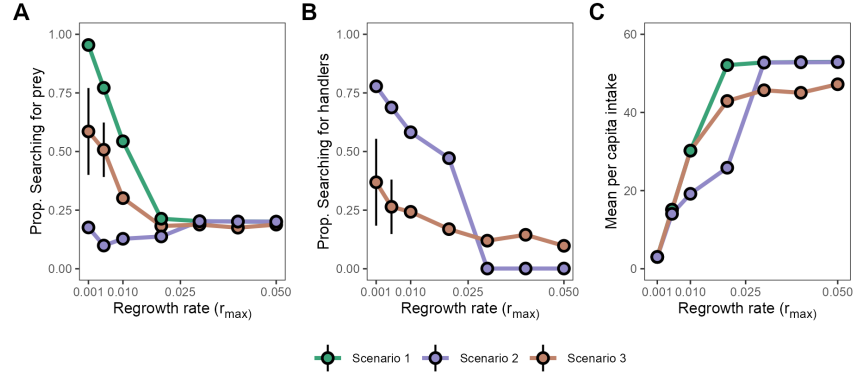 A
Prop. Searching for prey
1.00
0.75
0.50
0.25
0.00
0.001 0.010 0.025 0.050
Regrowth rate (rmax)
B
Prop. Searching for handlers
1.00
0.75
0.50
0.25
0.00
0.001 0.010 0.025 0.050
Regrowth rate (rmax)
C
Mean per capita intake
60
40
20
0
0.001 0.010 0.025 0.050
Regrowth rate (rmax)
Scenario 1 Scenario 2 Scenario 3